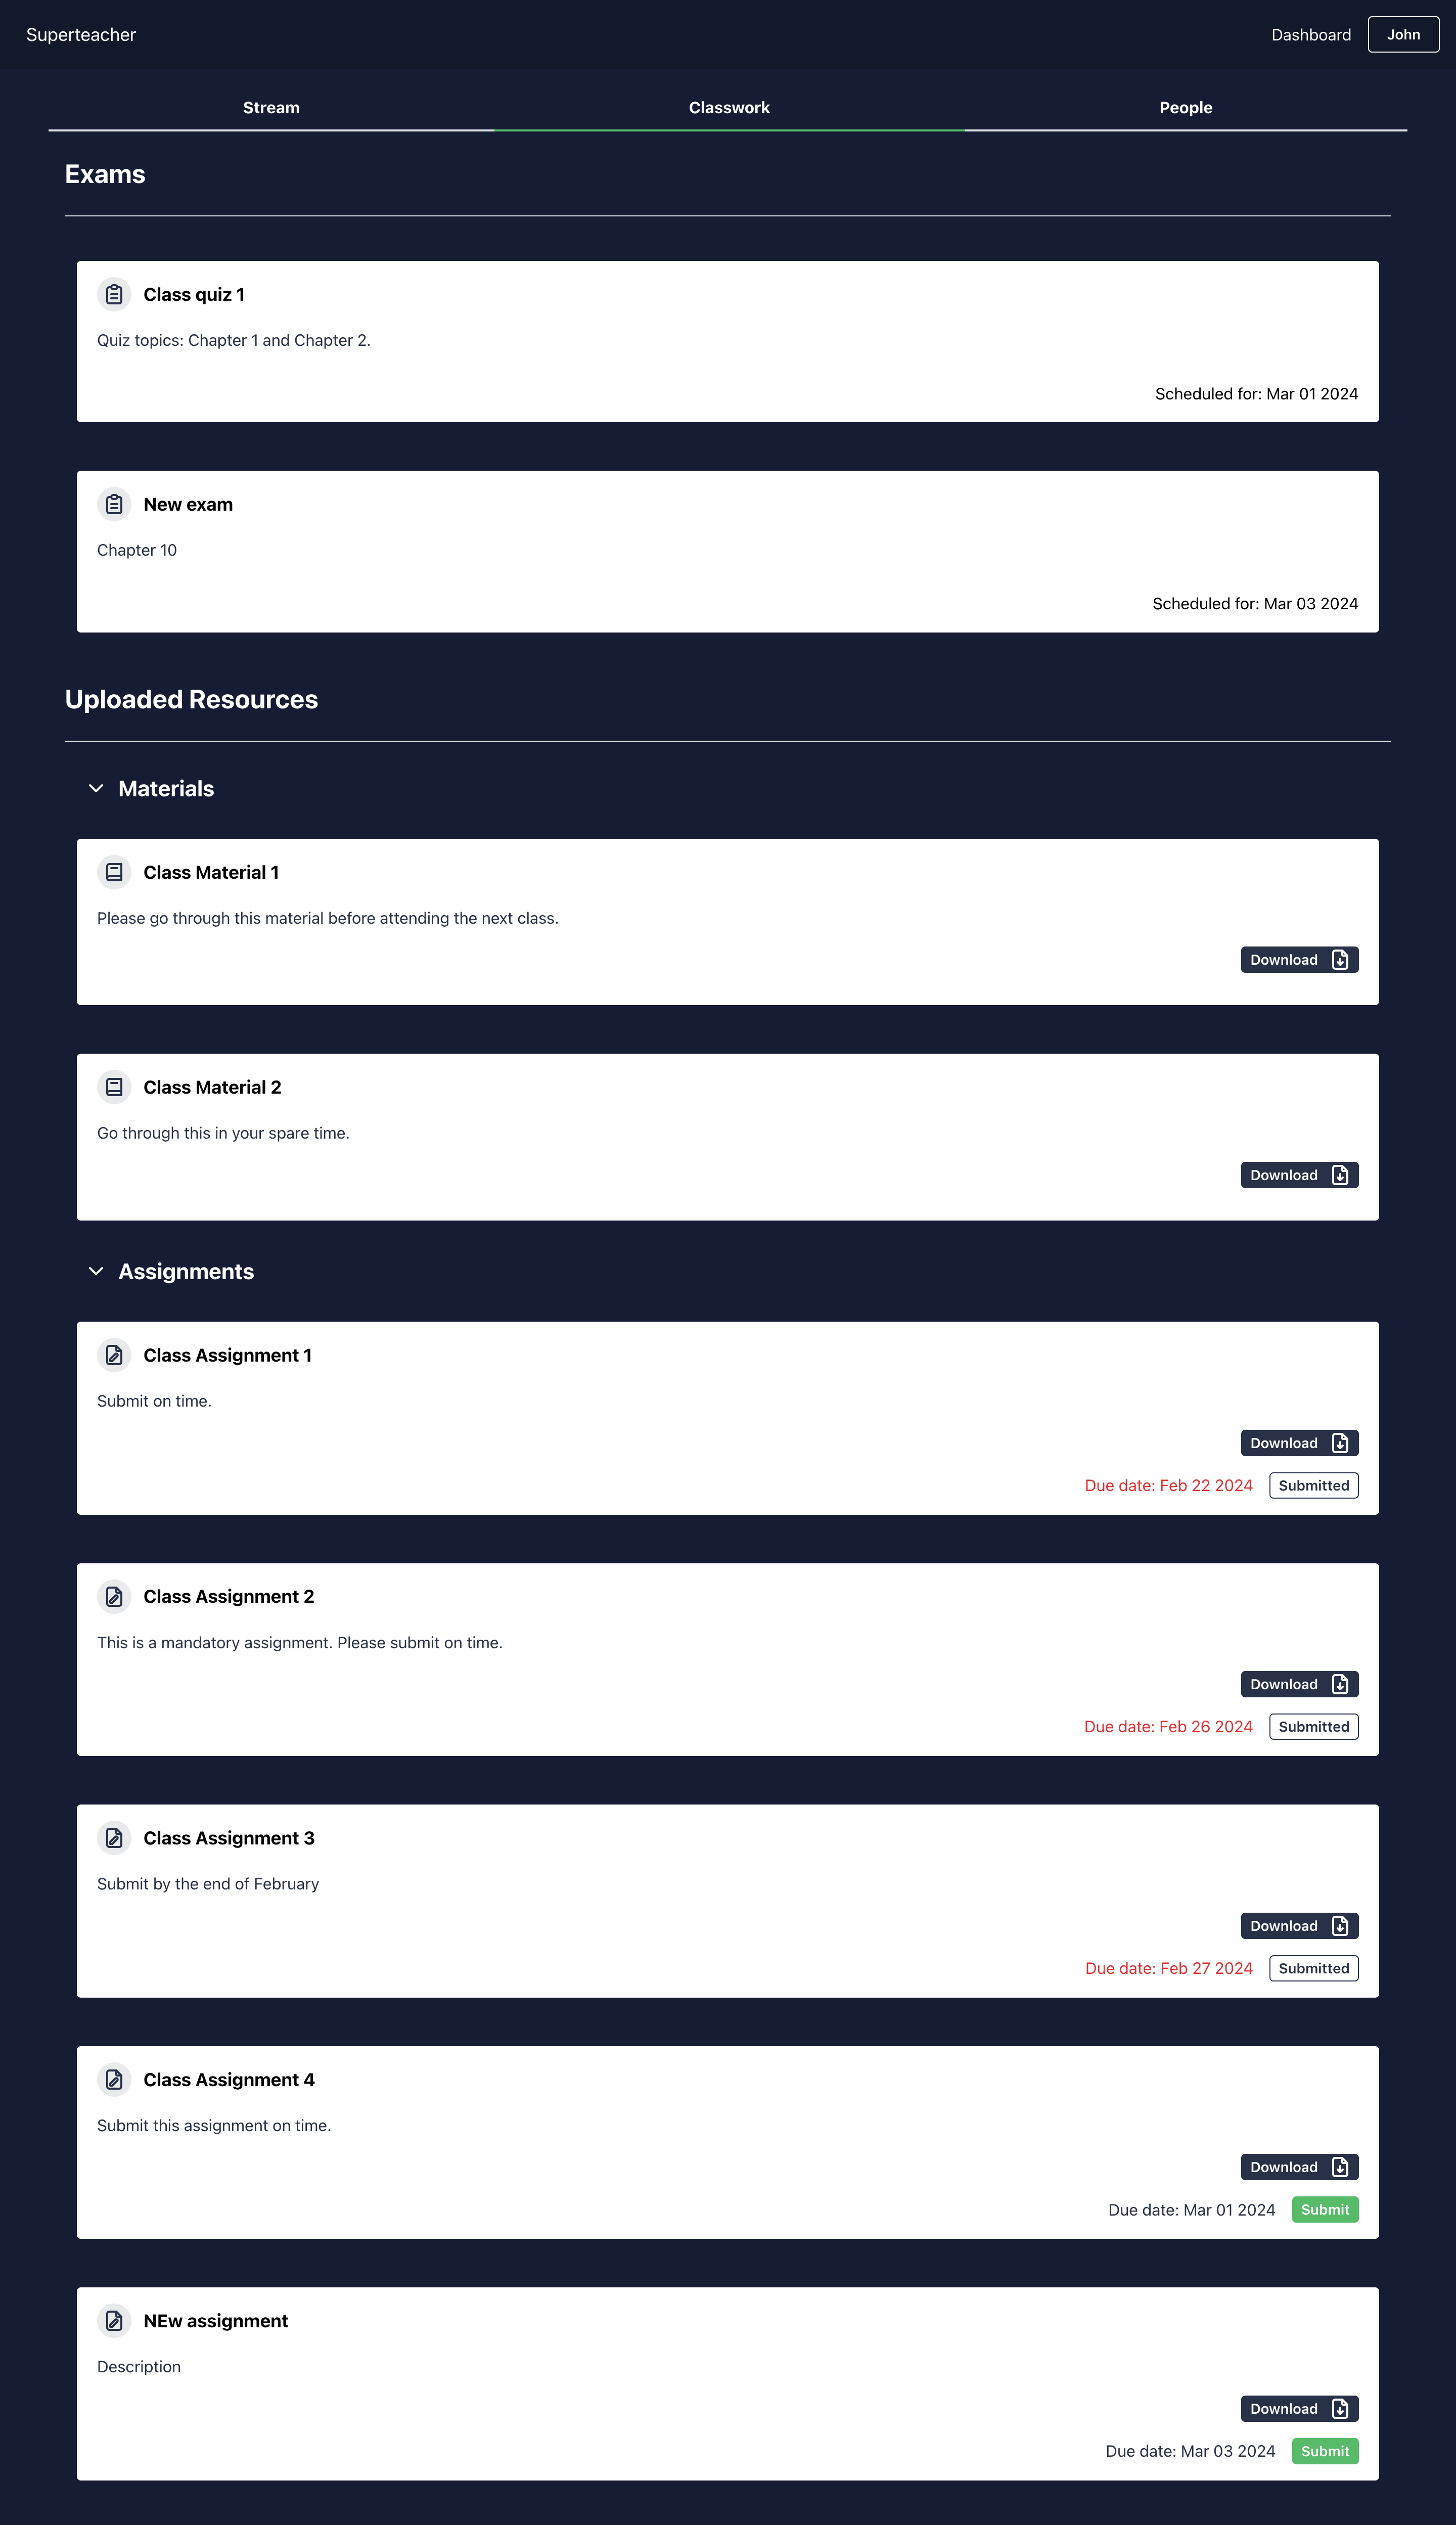 Superteacher
Dashboard
John
Stream
Classwork
People
Exams
Class quiz 1
Quiz topics: Chapter 1 and Chapter 2.
Scheduled for: Mar 01 2024
New exam
Chapter 10
Scheduled for: Mar 03 2024
Uploaded Resources
Materials
Class Material 1
Please go through this material before attending the next class.
Download
Class Material 2
Go through this in your spare time.
Download
Assignments
Class Assignment 1
Submit on time.
Download
Due date: Feb 22 2024
Submitted
Class Assignment 2
This is a mandatory assignment. Please submit on time.
Download
Due date: Feb 26 2024
Submitted
Class Assignment 3
Submit by the end of February
Download
Due date: Feb 27 2024
Submitted
Class Assignment 4
Submit this assignment on time.
Download
Due date: Mar 01 2024
Submit
NEw assignment
Description
Download
Due date: Mar 03 2024
Submit